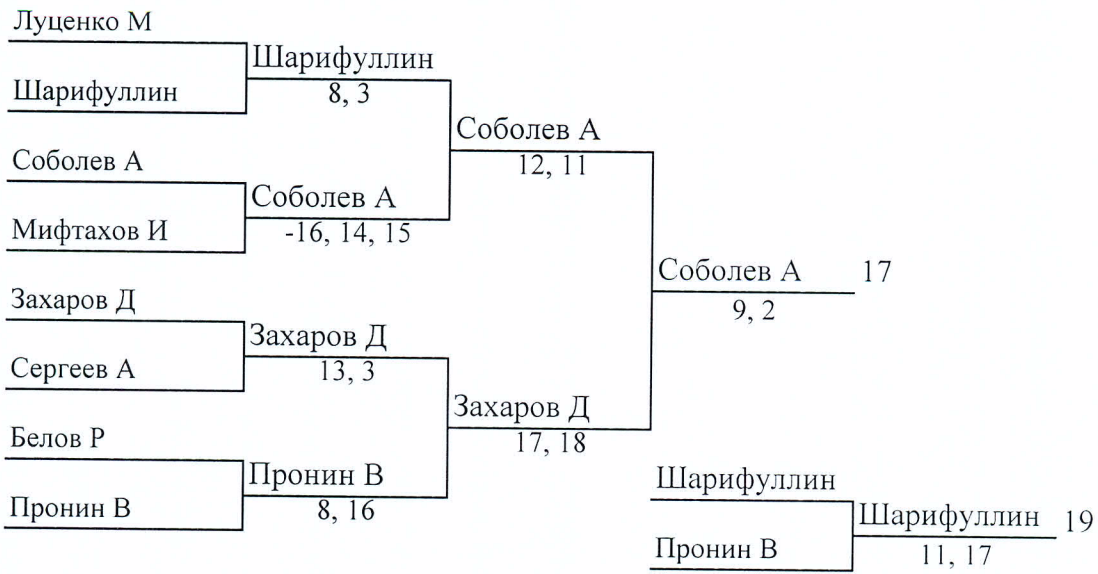 Луценко М
Шарифуллин
8, 3
Шарифуллин
Соболев А
12, 11
Соболев А
Соболев А
-16, 14, 15
Мифтахов И
Соболев А 17
9, 2
Захаров Д
Захаров Д
13, 3
Сергеев А
Захаров Д
17, 18
Белов Р
Пронин В
8, 16
Пронин В
Шарифуллин
Шарифуллин 19
11, 17
Пронин В